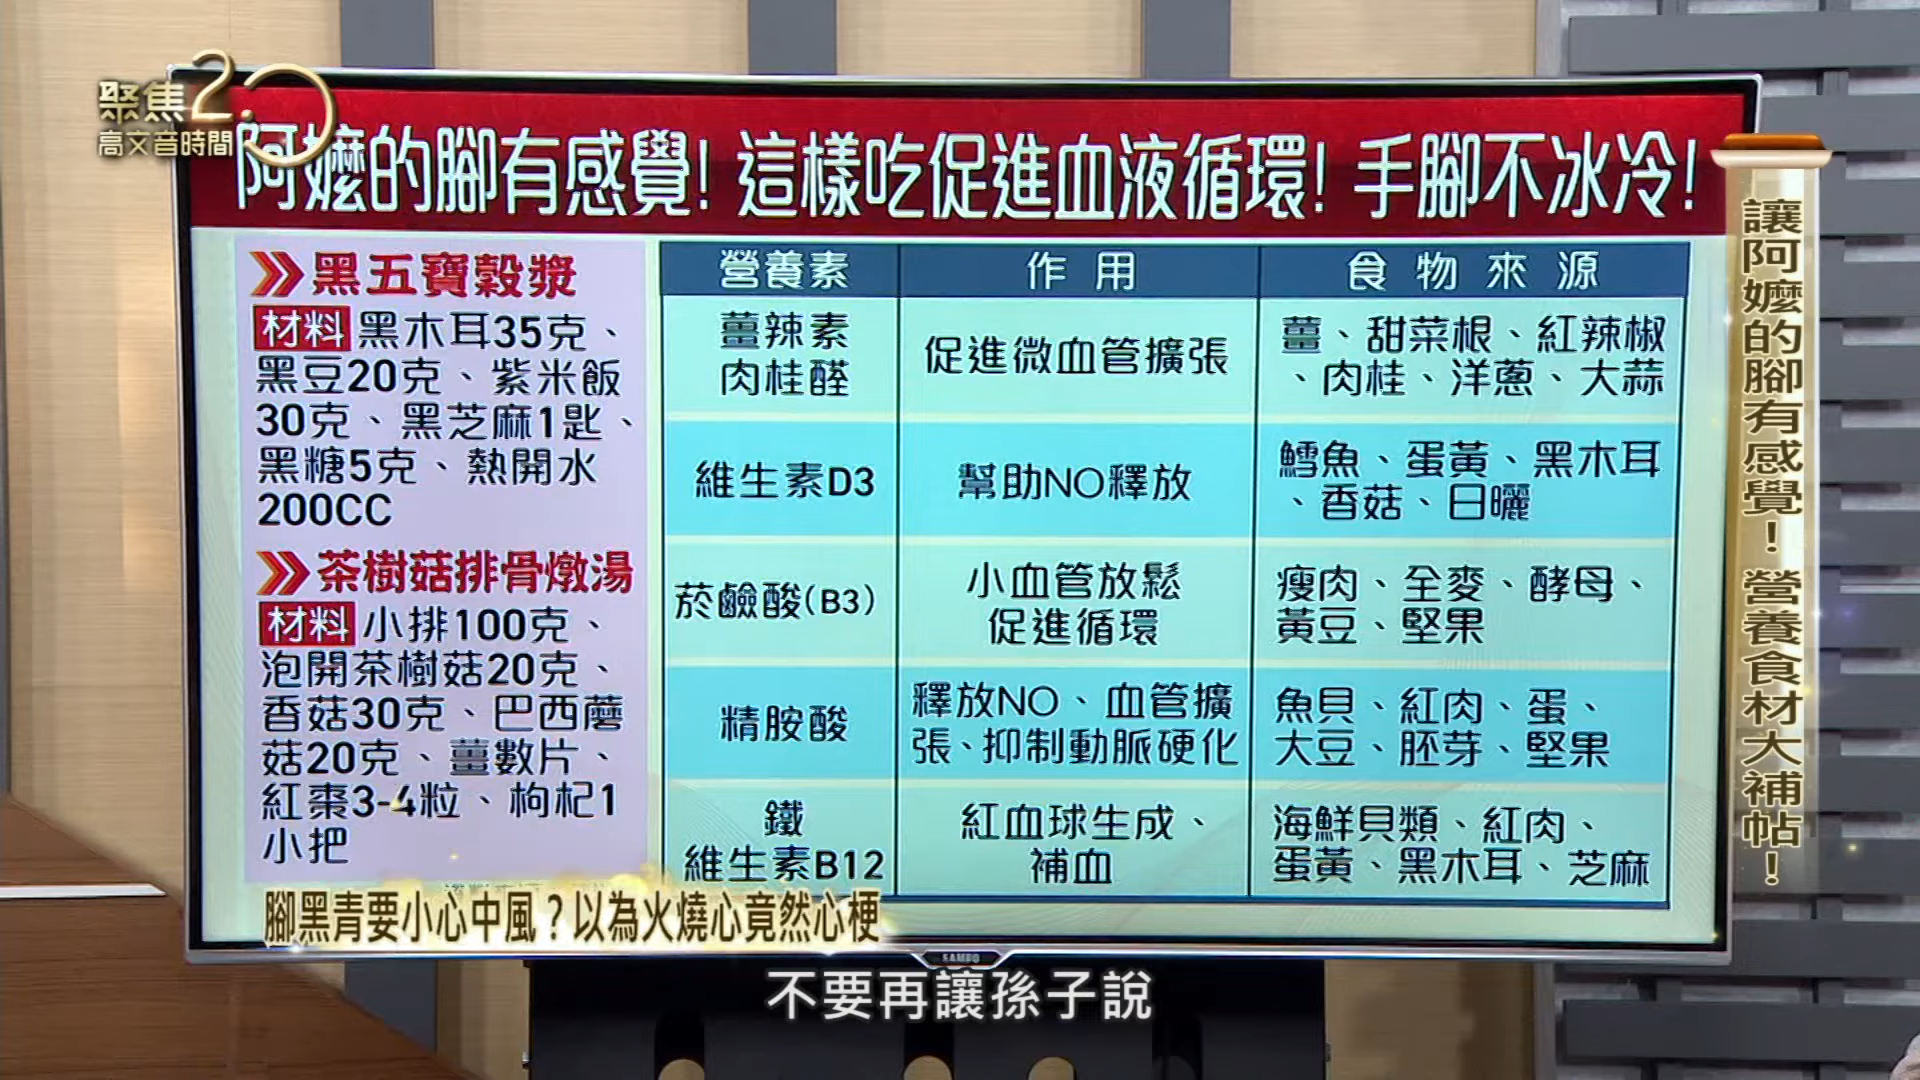 聚焦2.0
高文音時間
阿嬤的腳有感覺！這樣吃促進血液循環！手腳不冰冷！
黑五寶穀漿
材料 黑木耳35克、
黑豆20克、紫米飯
30克、黑芝麻1匙、
黑糖5克、熱開水
200CC
茶樹菇排骨燉湯
材料 小排100克、
泡開茶樹菇20克、
香菇30克、巴西蘑
菇20克、薑數片、
紅棗3-4粒、枸杞1
小把
營養素 作用 食物來源
薑辣素
肉桂醛
促進微血管擴張
薑、甜菜根、紅辣椒
、肉桂、洋蔥、大蒜
維生素D3
幫助NO釋放
鱈魚、蛋黃、黑木耳
、香菇、日曬
菸鹼酸(B3)
小血管放鬆
促進循環
瘦肉、全麥、酵母、
黃豆、堅果
精胺酸
釋放NO、血管擴
張、抑制動脈硬化
魚貝、紅肉、蛋、
大豆、胚芽、堅果
鐵
維生素B12
紅血球生成、
補血
海鮮貝類、紅肉、
蛋黃、黑木耳、芝麻
讓阿嬤的腳有感覺！營養食材大補帖！
腳黑青要小心中風？以為火燒心竟然心梗
SAMPO
不要再讓孫子說